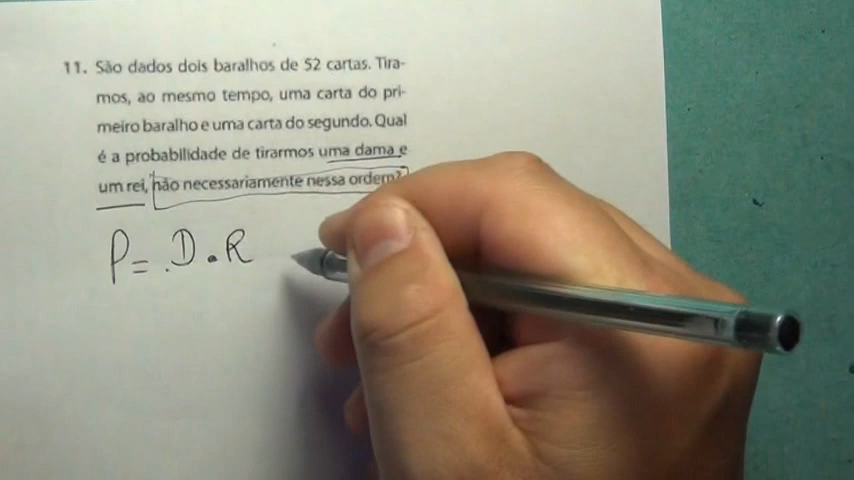 11. São dados dois baralhos de 52 cartas. Tira-
mos, ao mesmo tempo, uma carta do pri-
meiro baralho e uma carta do segundo. Qual
é a probabilidade de tirarmos uma dama e
um rei, não necessariamente nessa ordem?
P = D . R